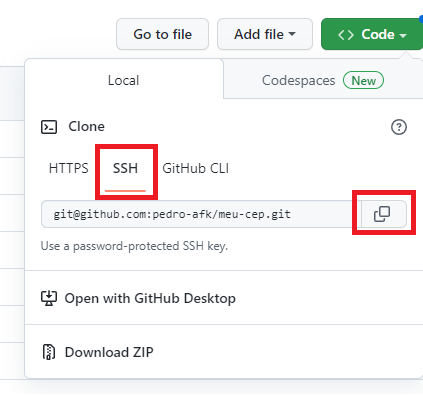 Go to file Add file Code
Local Codespaces New
Clone
HTTPS SSH GitHub CLI
git@github.com:pedro-afk/meu-cep.git
Use a password-protected SSH key.
Open with GitHub Desktop
Download ZIP